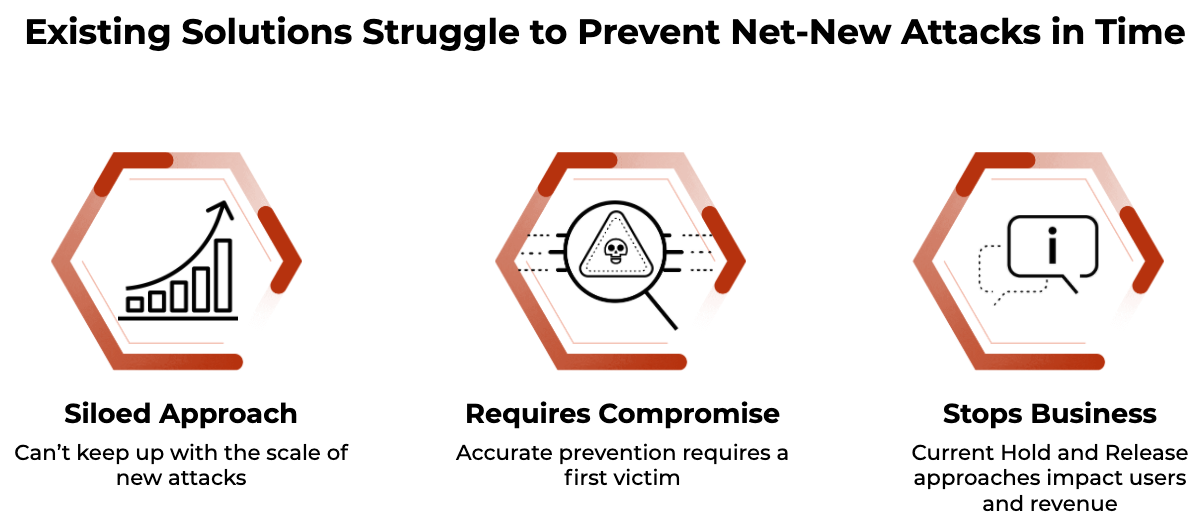 Existing Solutions Struggle to Prevent Net-New Attacks in Time
Siloed Approach
Can’t keep up with the scale of
new attacks
Requires Compromise
Accurate prevention requires a
first victim
Stops Business
Current Hold and Release
approaches impact users
and revenue